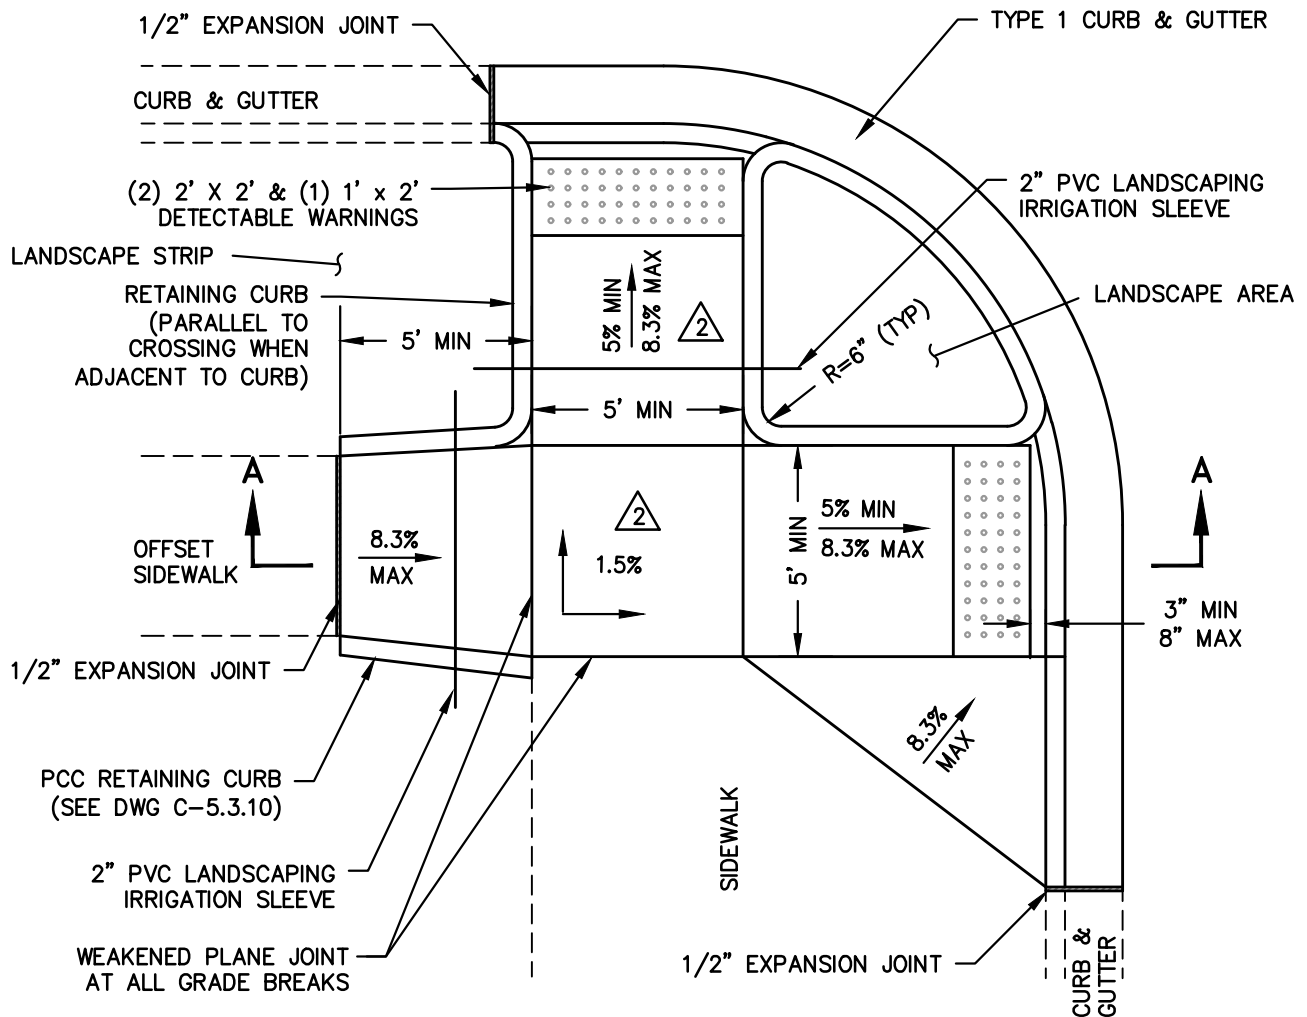 1/2" EXPANSION JOINT
TYPE 1 CURB & GUTTER
CURB & GUTTER
(2) 2' X 2' & (1) 1' x 2'
DETECTABLE WARNINGS
2" PVC LANDSCAPING
IRRIGATION SLEEVE
LANDSCAPE STRIP
RETAINING CURB
(PARALLEL TO
CROSSING WHEN
ADJACENT TO CURB)
5' MIN
5% MIN
8.3% MAX
2
R=6" (TYP)
LANDSCAPE AREA
5' MIN
A
A
OFFSET
SIDEWALK
8.3%
MAX
2
1.5%
5' MIN
5% MIN
8.3% MAX
3" MIN
8" MAX
1/2" EXPANSION JOINT
8.3%
MAX
PCC RETAINING CURB
(SEE DWG C-5.3.10)
SIDEWALK
2" PVC LANDSCAPING
IRRIGATION SLEEVE
WEAKENED PLANE JOINT
AT ALL GRADE BREAKS
1/2" EXPANSION JOINT
CURB &
GUTTER